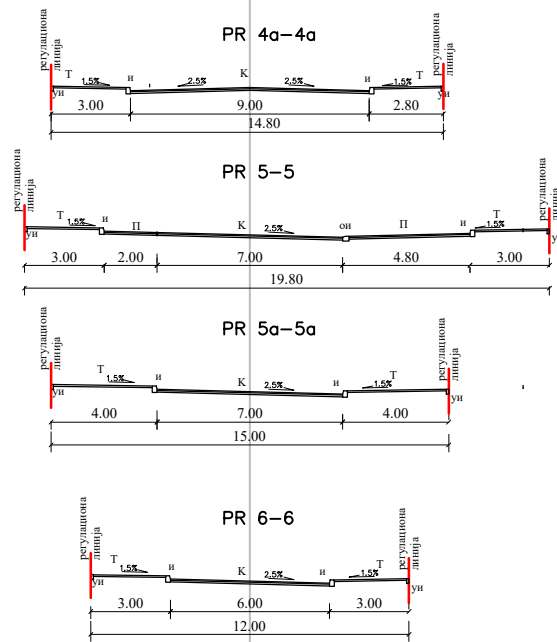 PR 4a–4a
регулациона
линија
регулациона
линија
Т 1.5% и 2.5% К 2.5% и 1.5% Т
уи уи
3.00 9.00 2.80
14.80
PR 5–5
регулациона
линија
регулациона
линија
Т 1.5% и П К 2.5% ои П и 1.5% Т
уи у
3.00 2.00 7.00 4.80 3.00
19.80
PR 5a–5a
регулациона
линија
регулациона
линија
Т 1.5% и К 2.5% и 1.5% Т
уи уи
4.00 7.00 4.00
15.00
PR 6–6
регулациона
линија
регулациона
линија
Т 1.5% и К 2.5% и 1.5% Т
уи уи
3.00 6.00 3.00
12.00